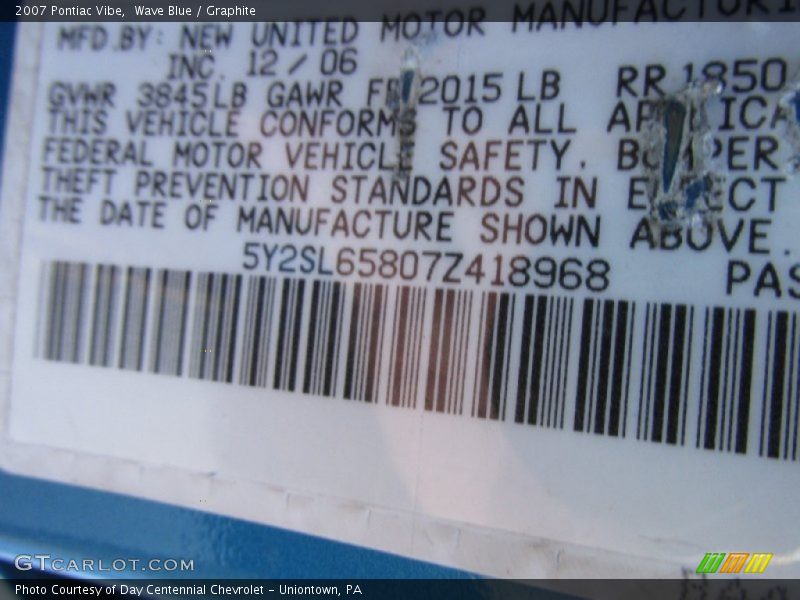 2007 Pontiac Vibe, Wave Blue / Graphite
MFD BY: NEW UNITED MOTOR
INC. 12 / 06
GVWR 3845LB GAWR 2015 LB RR 1850
THIS VEHICLE CONFORMS TO ALL
FEDERAL MOTOR VEHICLE SAFETY,
THEFT PREVENTION STANDARDS IN
THE DATE OF MANUFACTURE SHOWN ABOVE.
5Y2SL65807Z418968 PAS
GTCARLOT.COM
Photo Courtesy of Day Centennial Chevrolet - Uniontown, PA